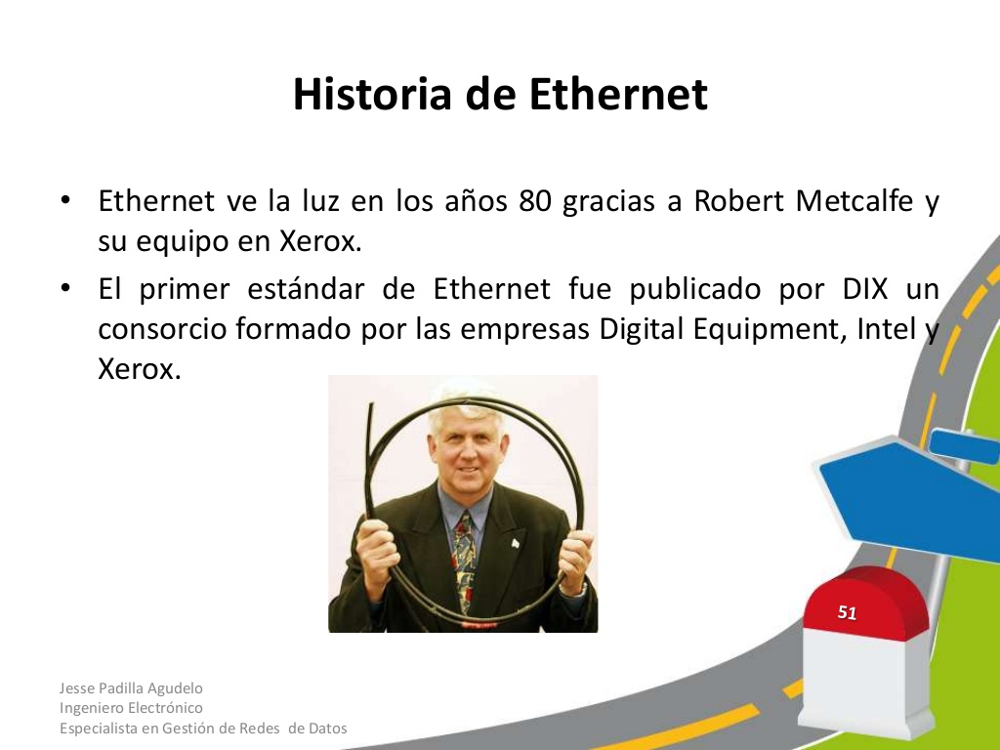 Historia de Ethernet
• Ethernet ve la luz en los años 80 gracias a Robert Metcalfe y
su equipo en Xerox.
• El primer estándar de Ethernet fue publicado por DIX un
consorcio formado por las empresas Digital Equipment, Intel y
Xerox.
51
Jesse Padilla Agudelo
Ingeniero Electrónico
Especialista en Gestión de Redes de Datos